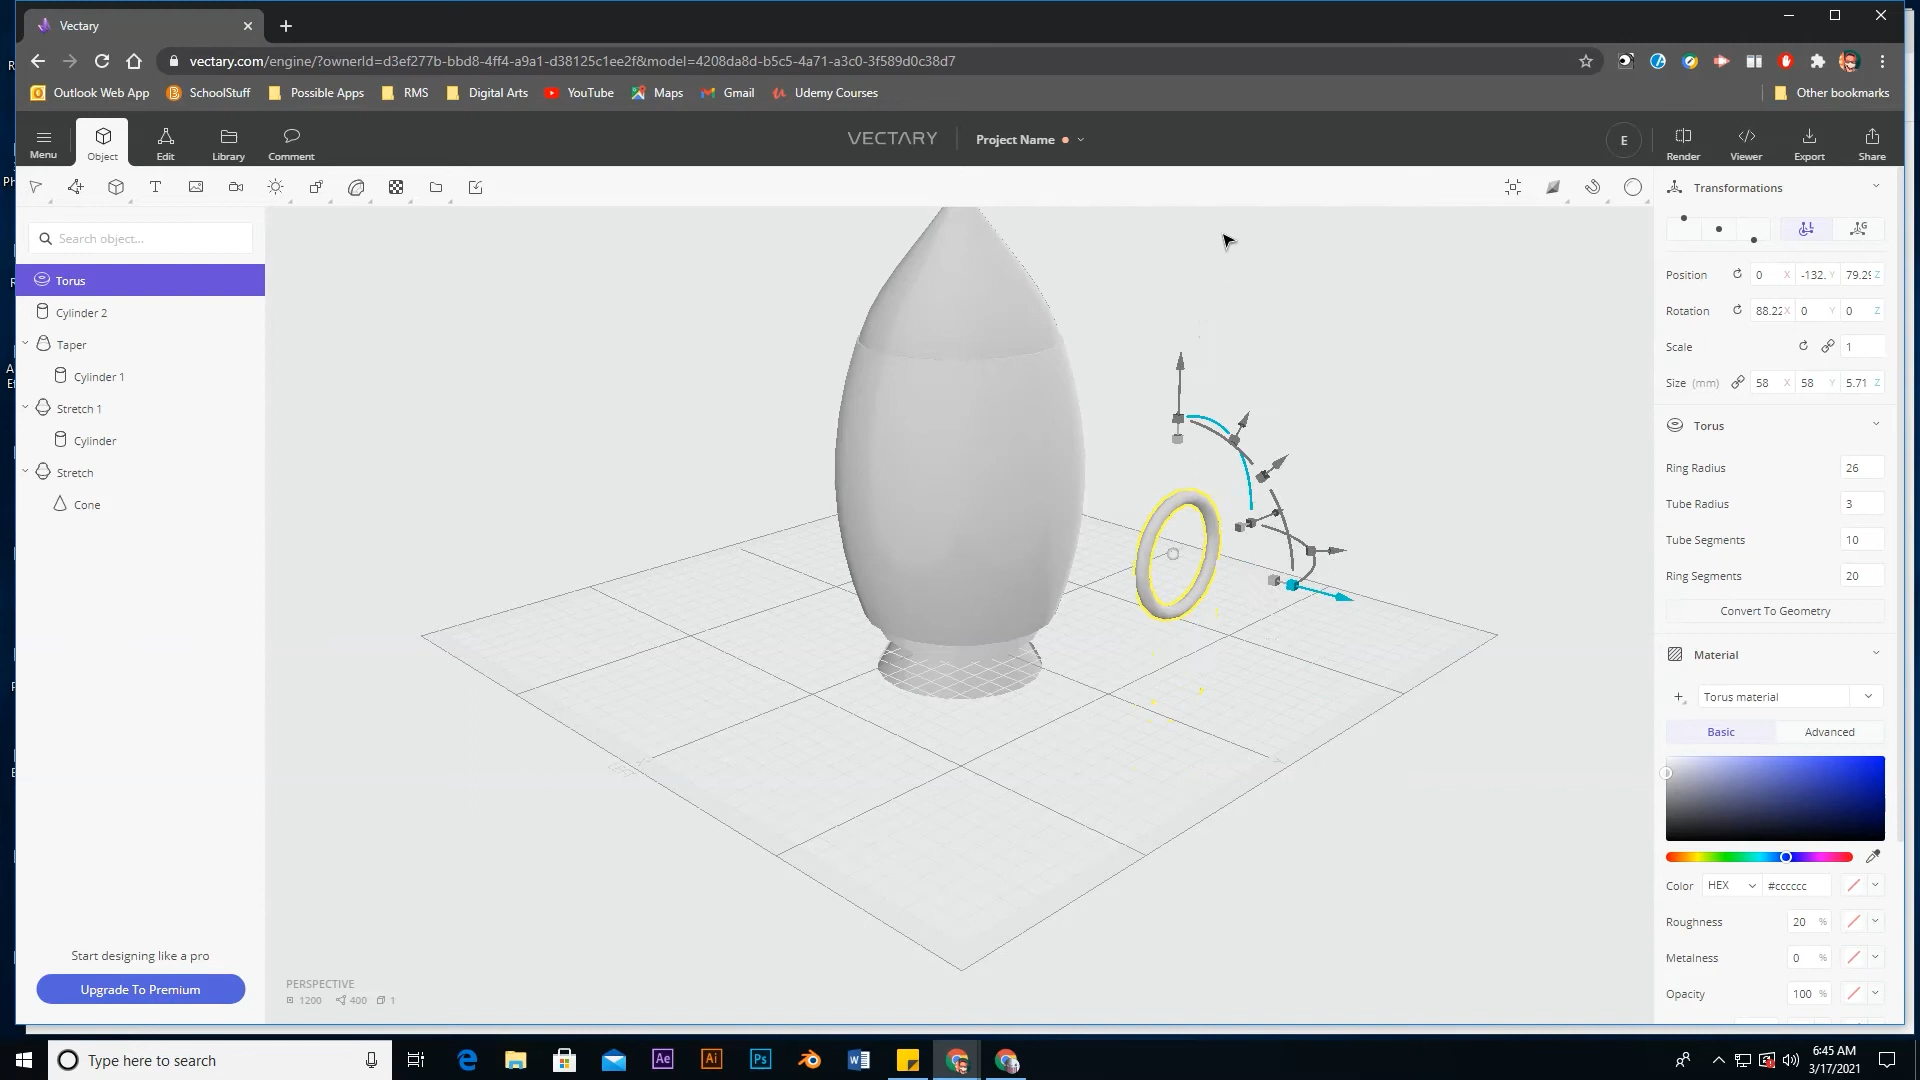 Vectary
vectary.com/engine/?ownerId=d3ef277b-bbd8-4ff4-a9a1-d38125c1ee2f&model=4208da8d-b5c5-4a71-a3c0-3f589d0c38d7
Outlook Web App SchoolStuff Possible Apps RMS Digital Arts YouTube Maps Gmail Udemy Courses Other bookmarks
Menu Object Edit Library Comment VECTARY Project Name E Render Viewer Export Share
T
Search object...
Torus
Cylinder 2
Taper
Cylinder 1
Stretch 1
Cylinder
Stretch
Cone
Start designing like a pro
Upgrade To Premium
PERSPECTIVE
1200 400 1
Transformations
L G
Position 0 X -132. Y 79.29 Z
Rotation 88.22 X 0 Y 0 Z
Scale 1
Size (mm) 58 X 58 Y 5.71 Z
Torus
Ring Radius 26
Tube Radius 3
Tube Segments 10
Ring Segments 20
Convert To Geometry
Material
Torus material
Basic Advanced
Color HEX #cccccc
Roughness 20 %
Metalness 0 %
Opacity 100 %
Type here to search
Ae Ai Ps
6:45 AM
3/17/2021